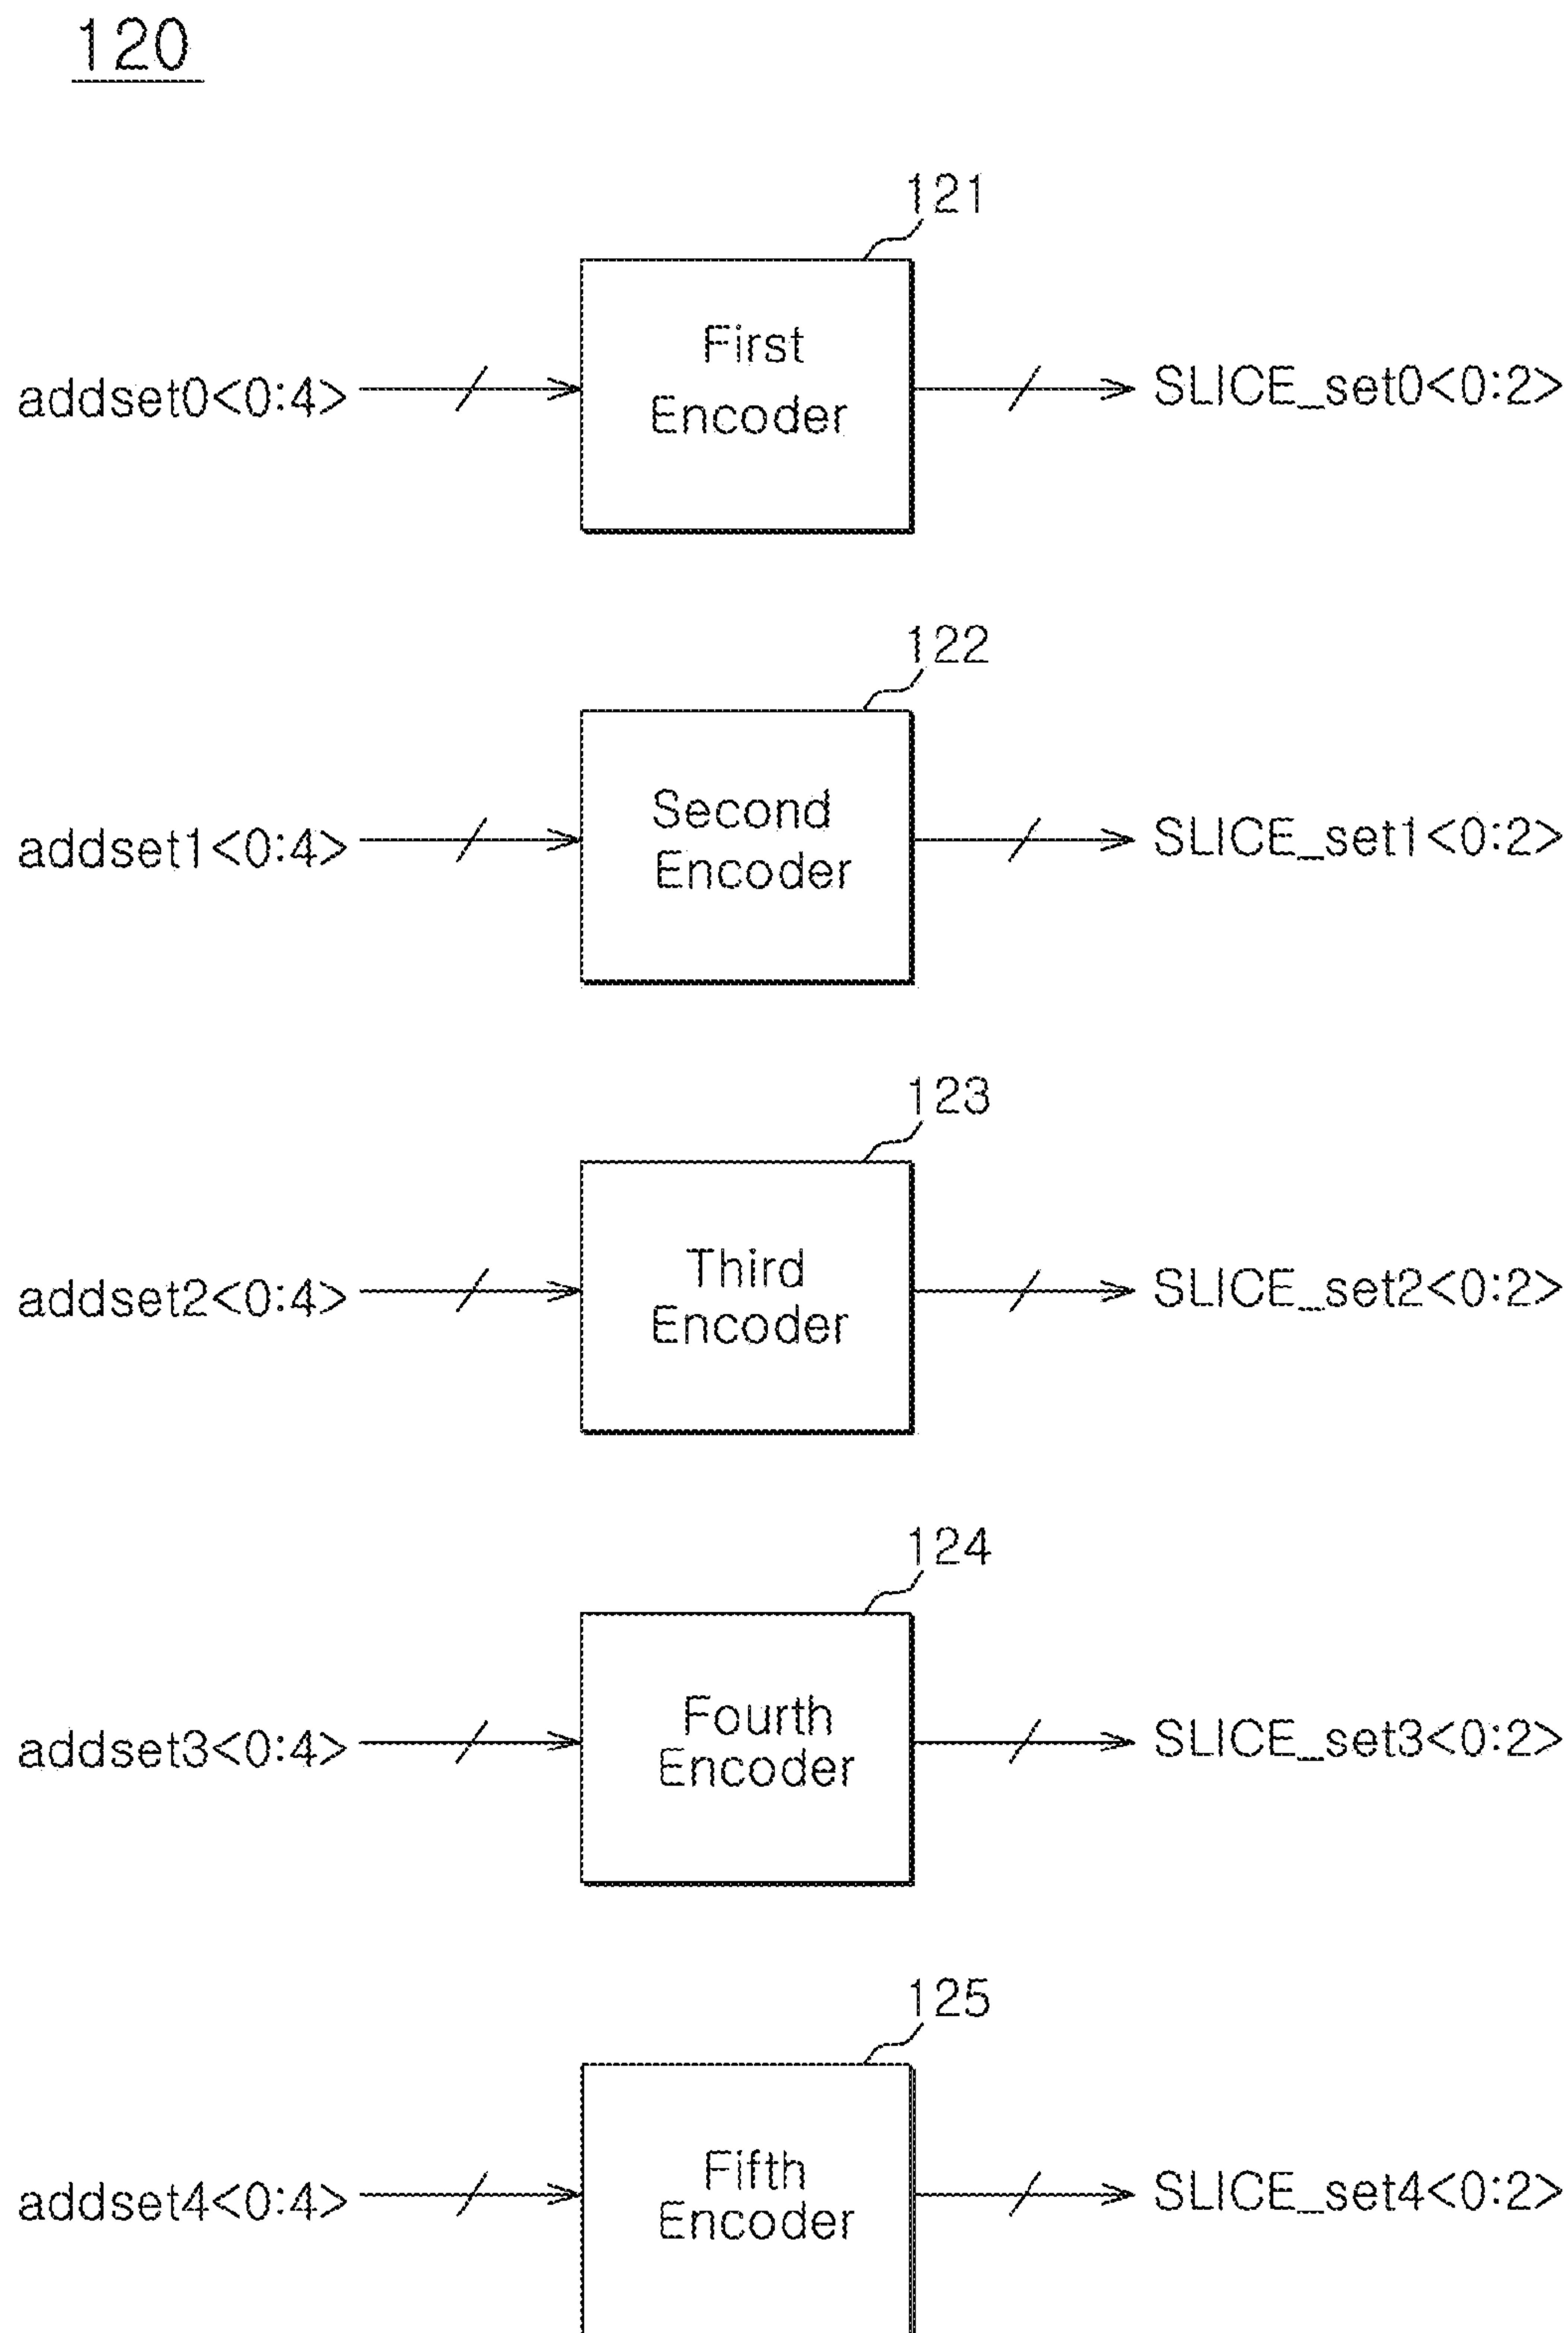 120
121
First
Encoder
addset0<0:4>
SLICE_set0<0:2>
122
Second
Encoder
addset1<0:4>
SLICE_set1<0:2>
123
Third
Encoder
addset2<0:4>
SLICE_set2<0:2>
124
Fourth
Encoder
addset3<0:4>
SLICE_set3<0:2>
125
Fifth
Encoder
addset4<0:4>
SLICE_set4<0:2>